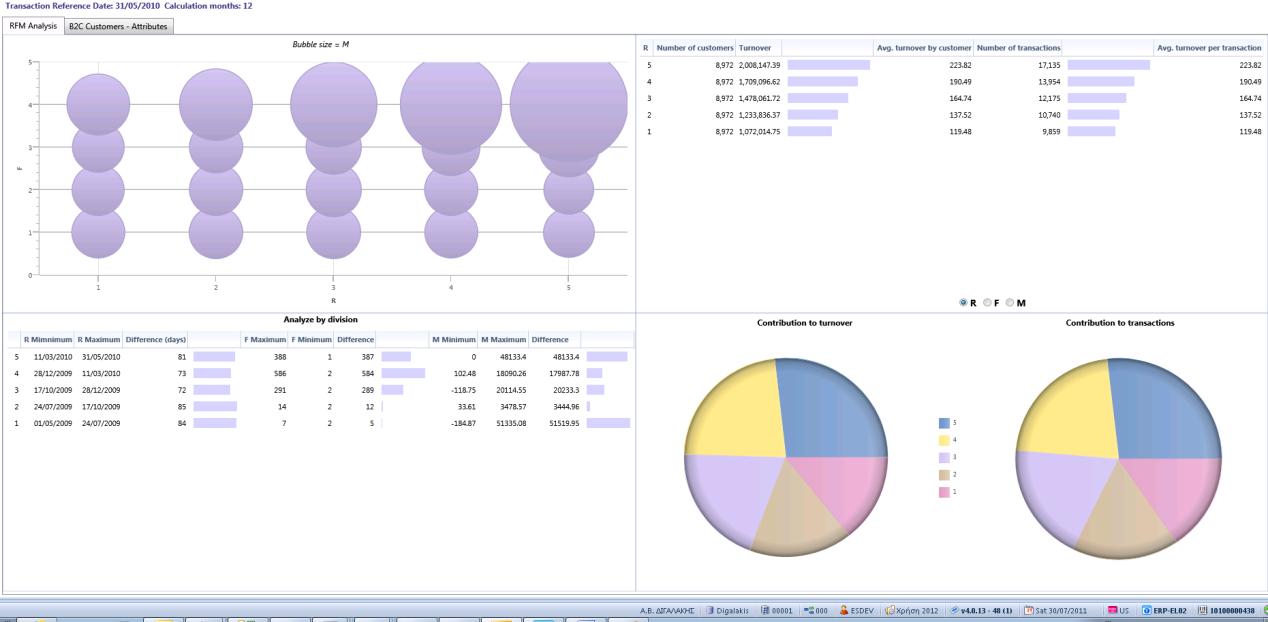 Transaction Reference Date: 31/05/2010 Calculation months: 12
RFM Analysis B2C Customers - Attributes
Bubble size = M
5
4
3
2
1
0
F
1 2 3 4 5
R
R Number of customers Turnover Avg. turnover by customer Number of transactions Avg. turnover per transaction
5 8,972 2,008,147.39 223.82 17,135 223.82
4 8,972 1,709,096.62 190.49 13,954 190.49
3 8,972 1,478,061.72 164.74 12,175 164.74
2 8,972 1,233,836.37 137.52 10,740 137.52
1 8,972 1,072,014.75 119.48 9,859 119.48
R F M
Analyze by division
R Mimnimum R Maximum Difference (days) F Maximum F Minimum Difference M Minimum M Maximum Difference
5 11/03/2010 31/05/2010 81 388 1 387 0 48133.4 48133.4
4 28/12/2009 11/03/2010 73 586 2 584 102.48 18090.26 17987.78
3 17/10/2009 28/12/2009 72 291 2 289 -118.75 20114.55 20233.3
2 24/07/2009 17/10/2009 85 14 2 12 33.61 3478.57 3444.96
1 01/05/2009 24/07/2009 84 7 2 5 -184.87 51335.08 51519.95
Contribution to turnover
5
4
3
2
1
Contribution to transactions
Α.Β. ΔΙΓΑΛΑΚΗΣ Digalakis 00001 000 ESDEV Χρήση 2012 v4.0.13 - 48 (1) Sat 30/07/2011 US ERP-EL02 10100000438